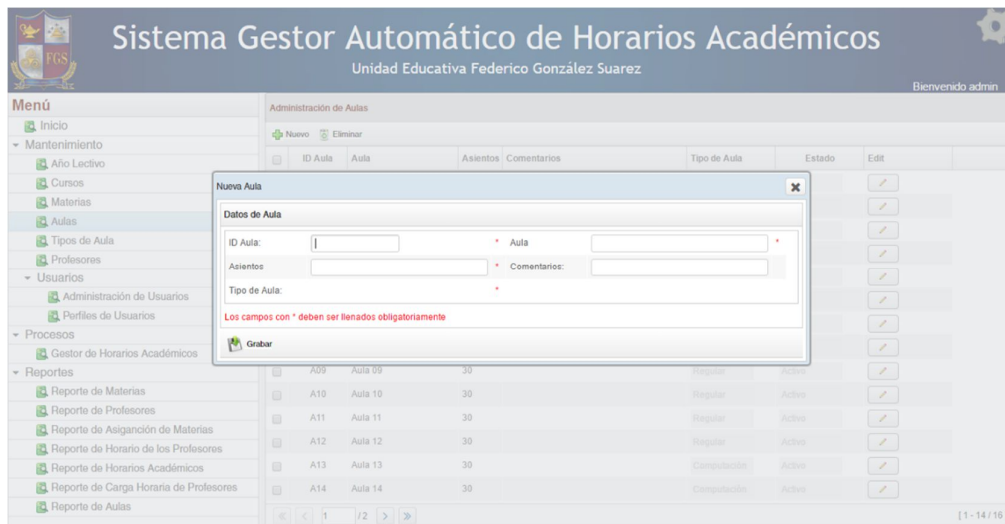 FGS
Sistema Gestor Automático de Horarios Académicos
Unidad Educativa Federico González Suarez
Bienvenido admin
Menú
Inicio
Mantenimiento
Año Lectivo
Cursos
Materias
Aulas
Tipos de Aula
Profesores
Usuarios
Administración de Usuarios
Perfiles de Usuarios
Procesos
Gestor de Horarios Académicos
Reportes
Reporte de Materias
Reporte de Profesores
Reporte de Asiganción de Materias
Reporte de Horario de los Profesores
Reporte de Horarios Académicos
Reporte de Carga Horaria de Profesores
Reporte de Aulas
Administración de Aulas
Nuevo Eliminar
ID Aula Aula Asientos Comentarios Tipo de Aula Estado Edit
Nueva Aula
Datos de Aula
ID Aula: * Aula *
Asientos * Comentarios:
Tipo de Aula: *
Los campos con * deben ser llenados obligatoriamente
Grabar
A09 Aula 09 30 Regular Activo
A10 Aula 10 30 Regular Activo
A11 Aula 11 30 Regular Activo
A12 Aula 12 30 Regular Activo
A13 Aula 13 30 Computación Activo
A14 Aula 14 30 Computación Activo
1 / 2 [ 1 - 14 / 16